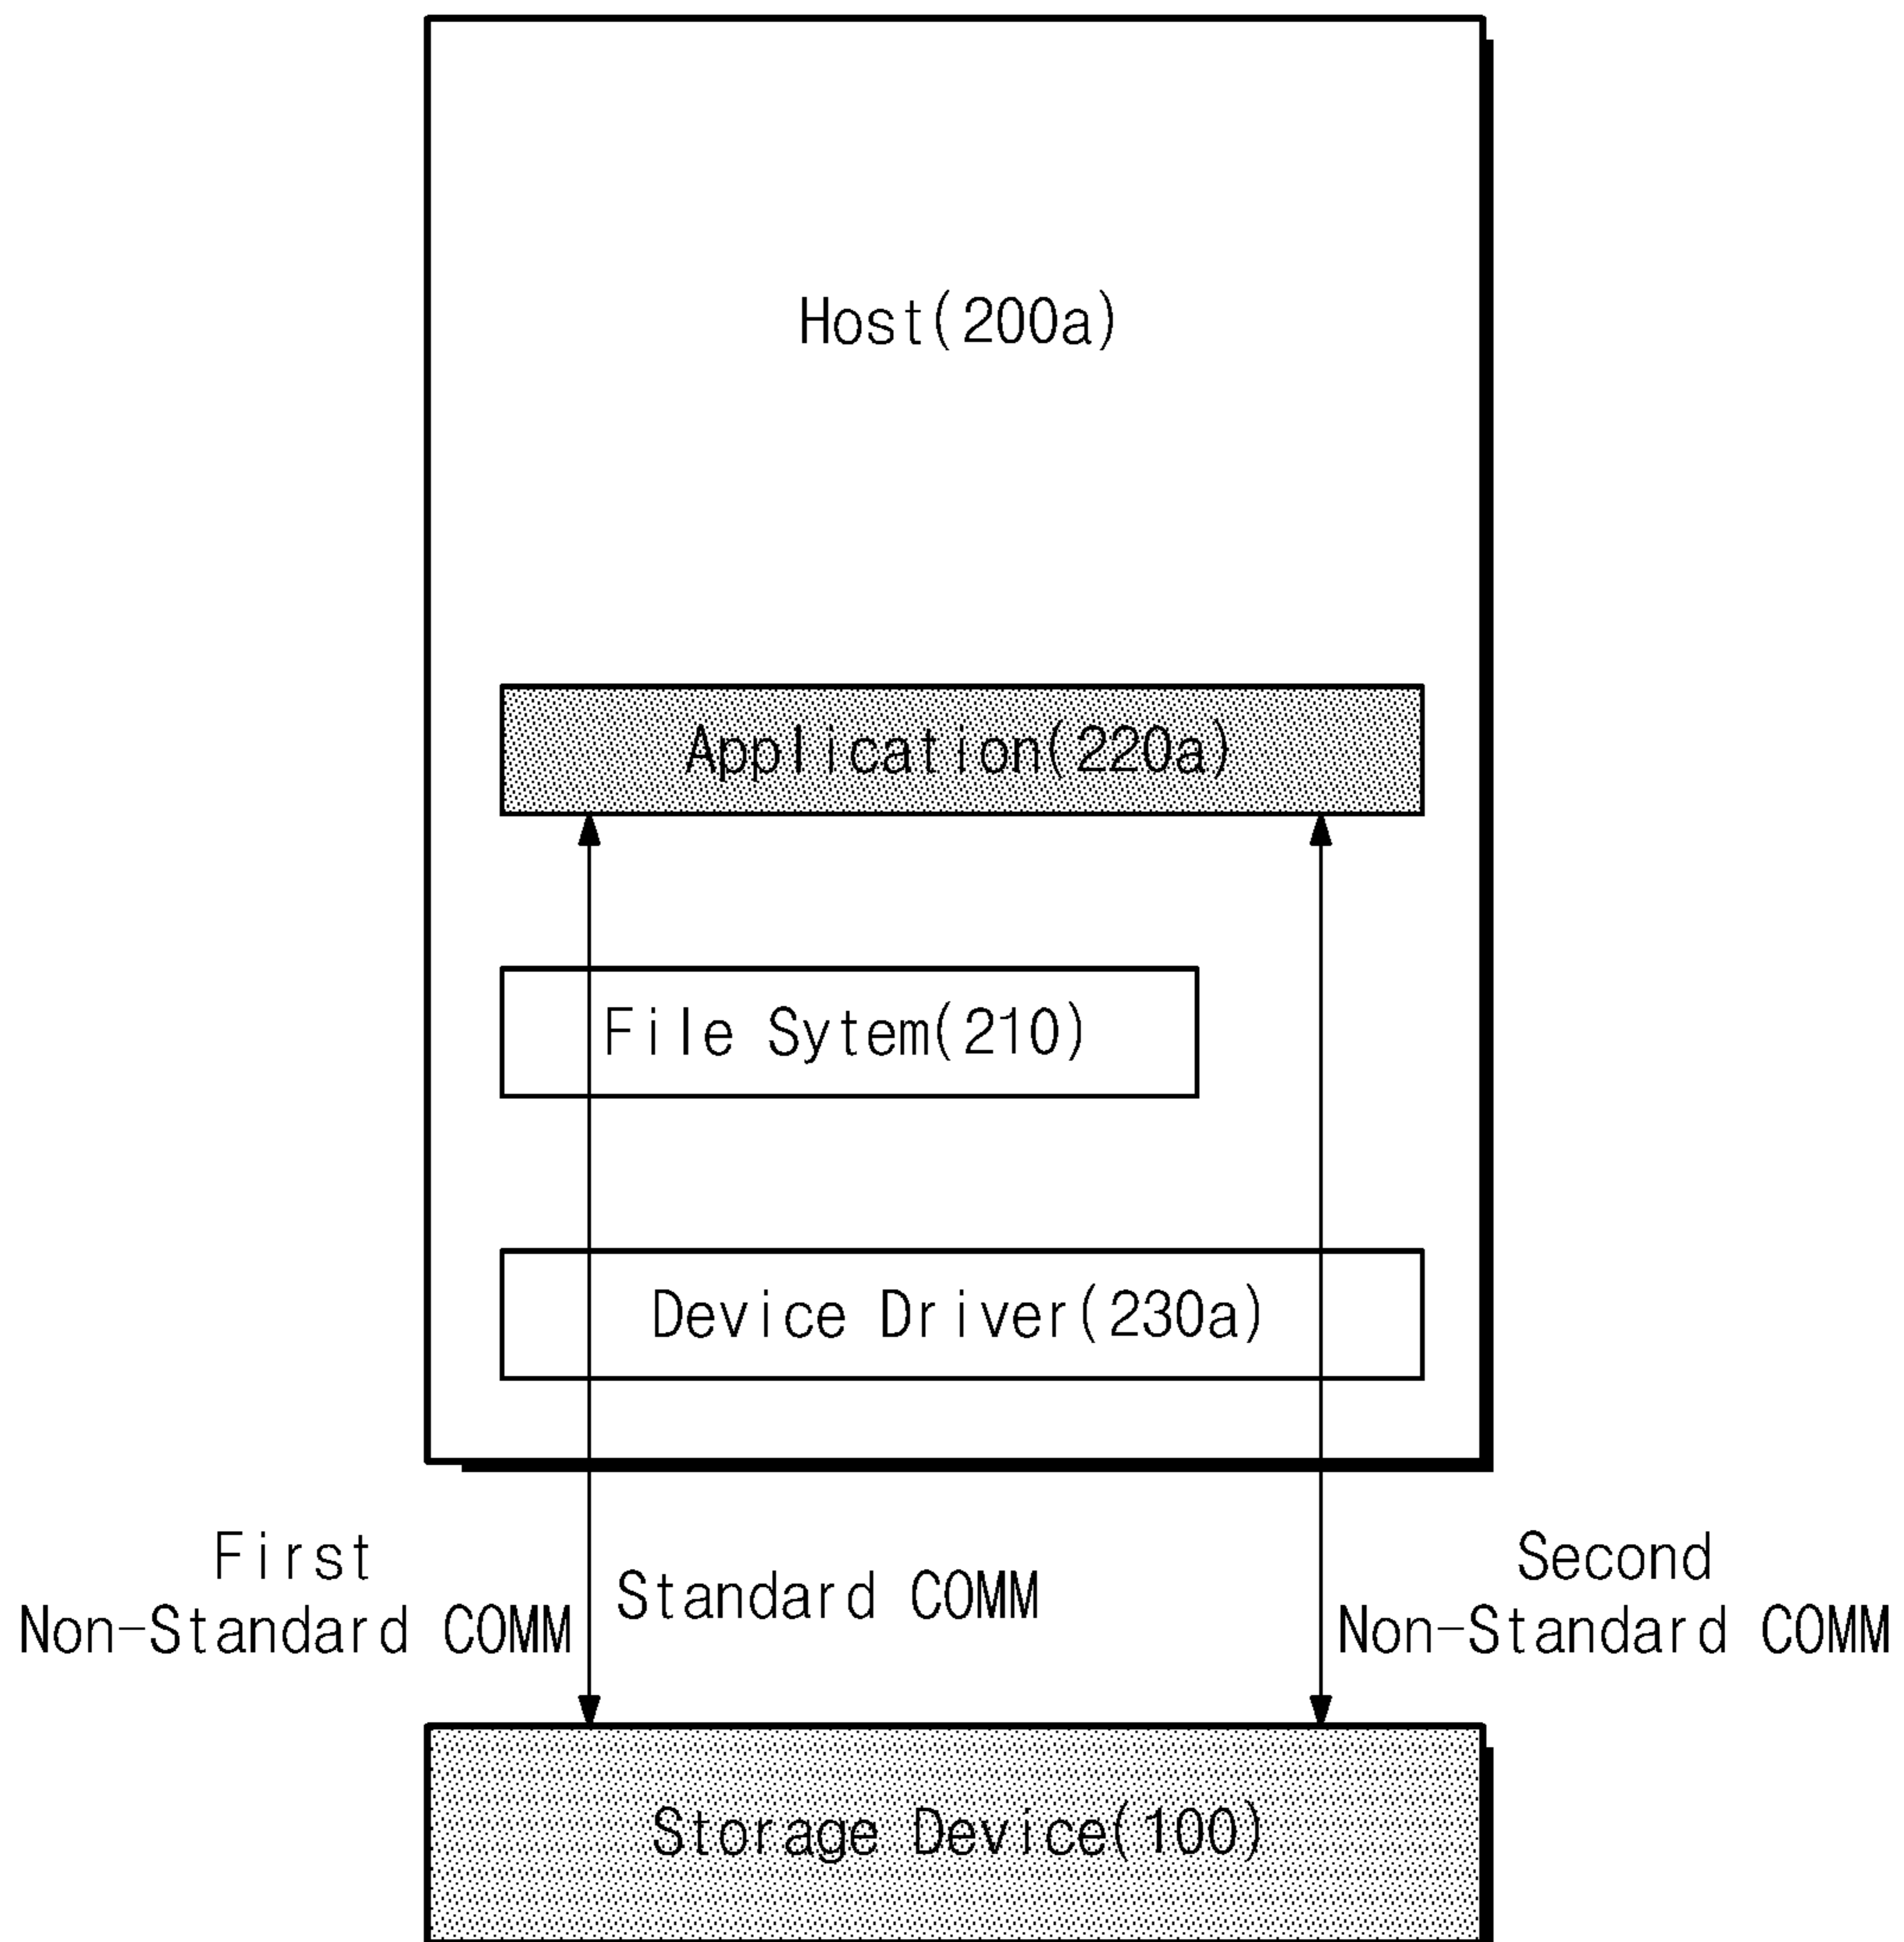 Host(200a)
Application(220a)
File Sytem(210)
Device Driver(230a)
First
Non-Standard COMM
Standard COMM
Second
Non-Standard COMM
Storage Device(100)